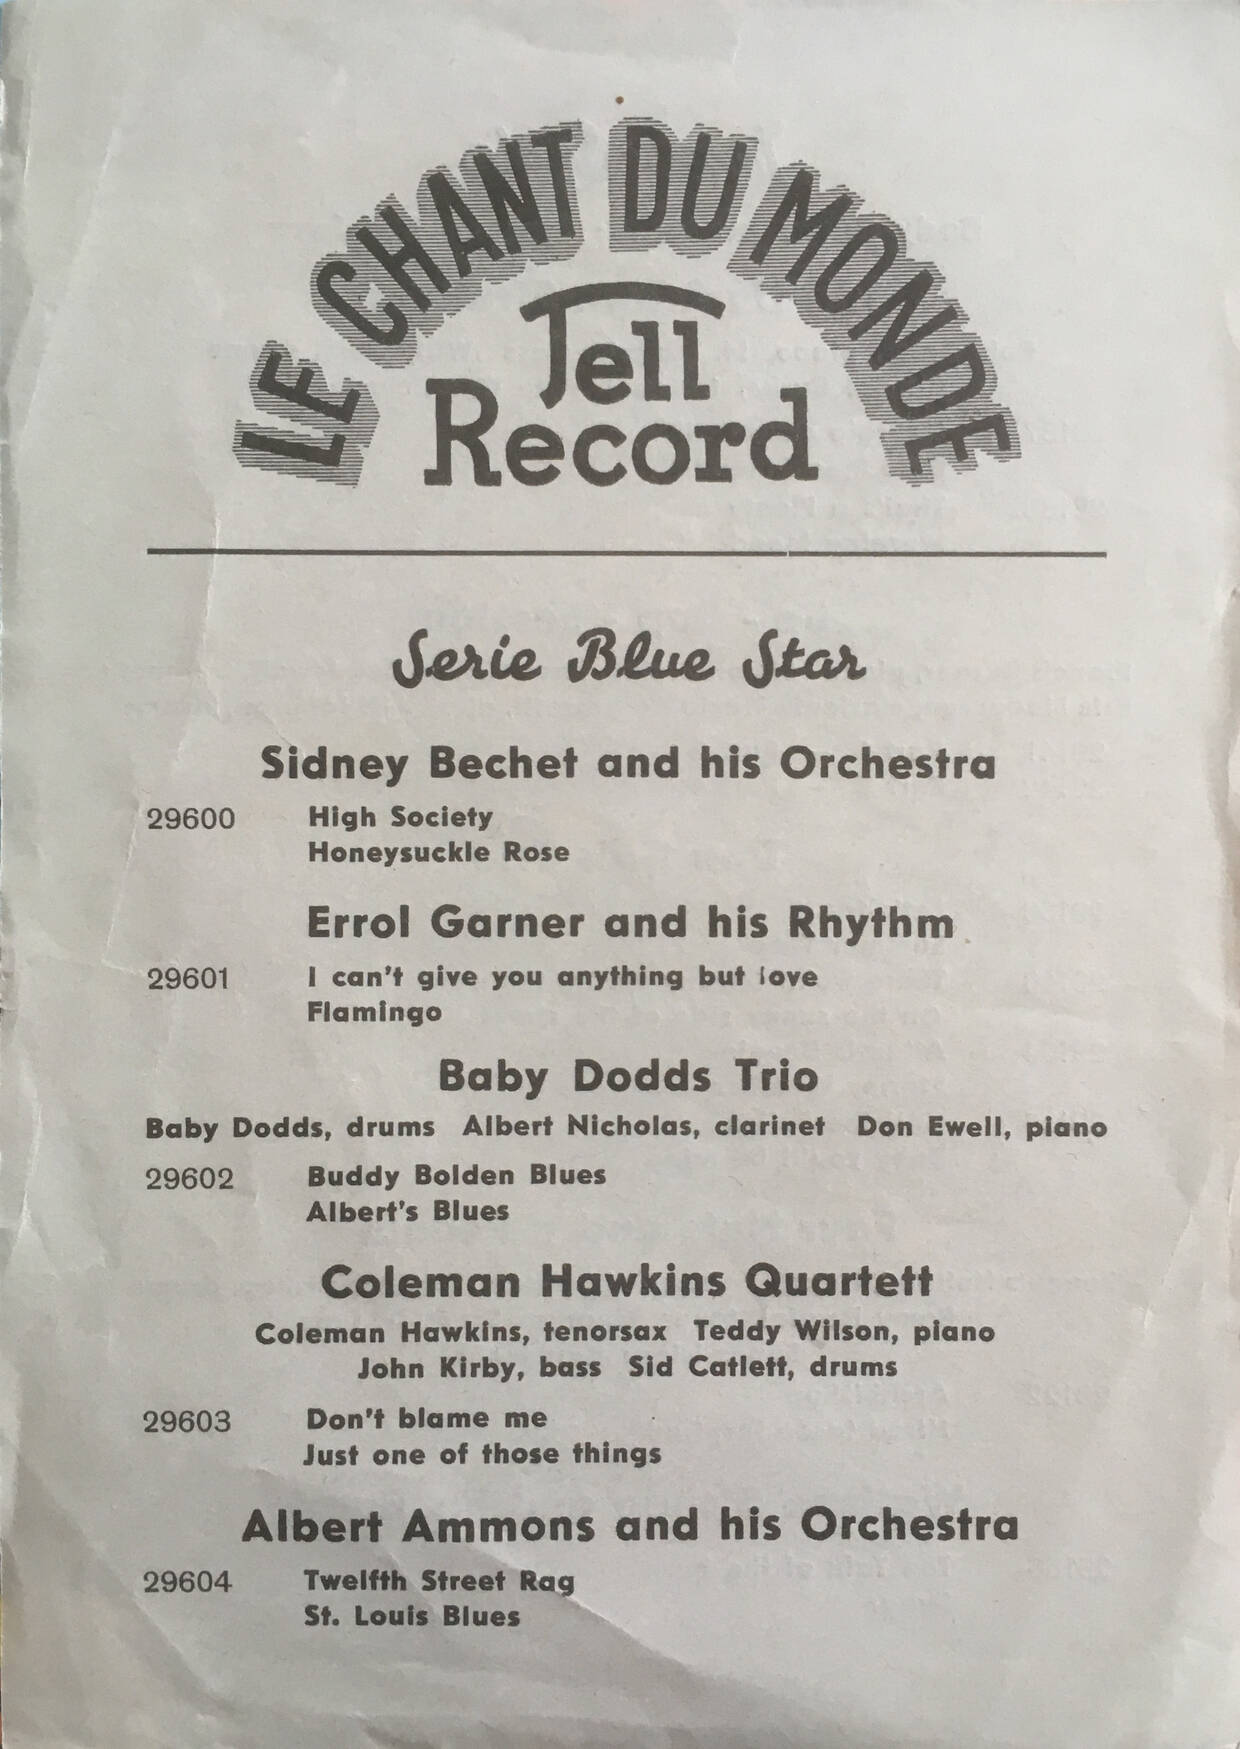 LE CHANT DU MONDE
Tell
Record
Serie Blue Star
Sidney Bechet and his Orchestra
29600 High Society
Honeysuckle Rose
Errol Garner and his Rhythm
29601 I can't give you anything but love
Flamingo
Baby Dodds Trio
Baby Dodds, drums Albert Nicholas, clarinet Don Ewell, piano
29602 Buddy Bolden Blues
Albert's Blues
Coleman Hawkins Quartett
Coleman Hawkins, tenorsax Teddy Wilson, piano
John Kirby, bass Sid Catlett, drums
29603 Don't blame me
Just one of those things
Albert Ammons and his Orchestra
29604 Twelfth Street Rag
St. Louis Blues